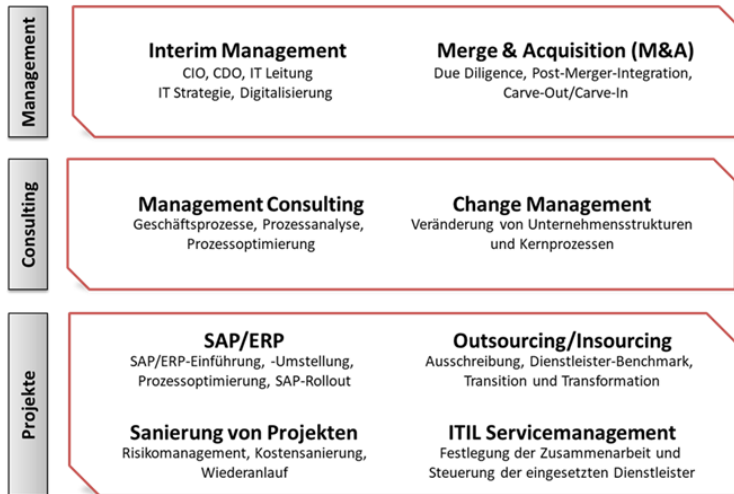 Management
Interim Management
CIO, CDO, IT Leitung
IT Strategie, Digitalisierung
Merge & Acquisition (M&A)
Due Diligence, Post-Merger-Integration,
Carve-Out/Carve-In
Consulting
Management Consulting
Geschäftsprozesse, Prozessanalyse,
Prozessoptimierung
Change Management
Veränderung von Unternehmensstrukturen
und Kernprozessen
Projekte
SAP/ERP
SAP/ERP-Einführung, -Umstellung,
Prozessoptimierung, SAP-Rollout
Outsourcing/Insourcing
Ausschreibung, Dienstleister-Benchmark,
Transition und Transformation
Sanierung von Projekten
Risikomanagement, Kostensanierung,
Wiederanlauf
ITIL Servicemanagement
Festlegung der Zusammenarbeit und
Steuerung der eingesetzten Dienstleister